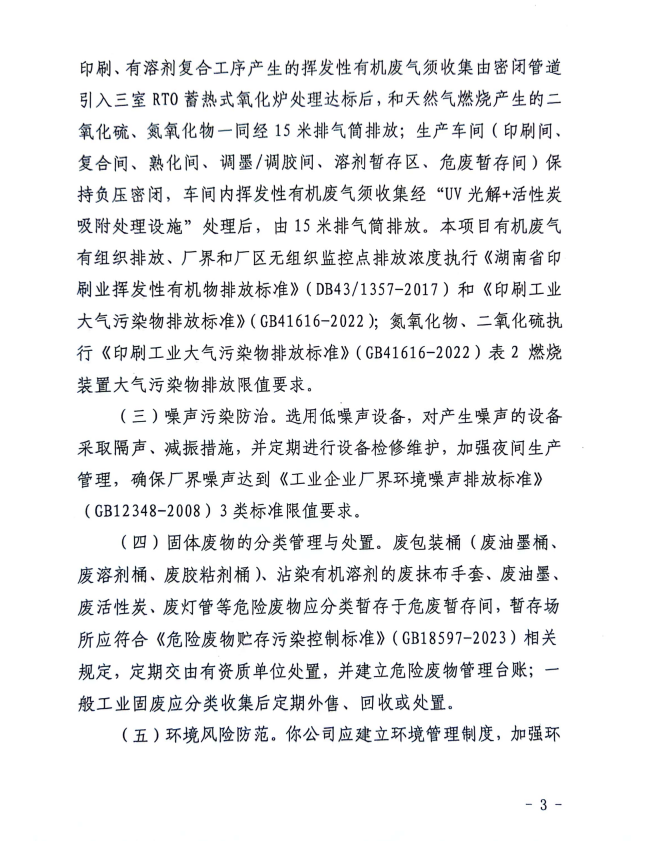 印刷、有溶剂复合工序产生的挥发性有机废气须收集由密闭管道
引入三室 RTO 蓄热式氧化炉处理达标后，和天然气燃烧产生的二
氧化硫、氮氧化物一同经 15 米排气筒排放；生产车间（印刷间、
复合间、熟化间、调墨/调胶间、溶剂暂存区、危废暂存间）保
持负压密闭，车间内挥发性有机废气须收集经“UV 光解+活性炭
吸附处理设施”处理后，由 15 米排气筒排放。本项目有机废气
有组织排放、厂界和厂区无组织监控点排放浓度执行《湖南省印
刷业挥发性有机物排放标准》（DB43/1357-2017）和《印刷工业
大气污染物排放标准》（GB41616-2022）；氮氧化物、二氧化硫执
行《印刷工业大气污染物排放标准》（GB41616-2022）表 2 燃烧
装置大气污染物排放限值要求。
（三）噪声污染防治。选用低噪声设备，对产生噪声的设备
采取隔声、减振措施，并定期进行设备检修维护，加强夜间生产
管理，确保厂界噪声达到《工业企业厂界环境噪声排放标准》
（GB12348-2008）3 类标准限值要求。
（四）固体废物的分类管理与处置。废包装桶（废油墨桶、
废溶剂桶、废胶粘剂桶）、沾染有机溶剂的废抹布手套、废油墨、
废活性炭、废灯管等危险废物应分类暂存于危废暂存间，暂存场
所应符合《危险废物贮存污染控制标准》（GB18597-2023）相关
规定，定期交由有资质单位处置，并建立危险废物管理台账；一
般工业固废应分类收集后定期外售、回收或处置。
（五）环境风险防范。你公司应建立环境管理制度，加强环
- 3 -